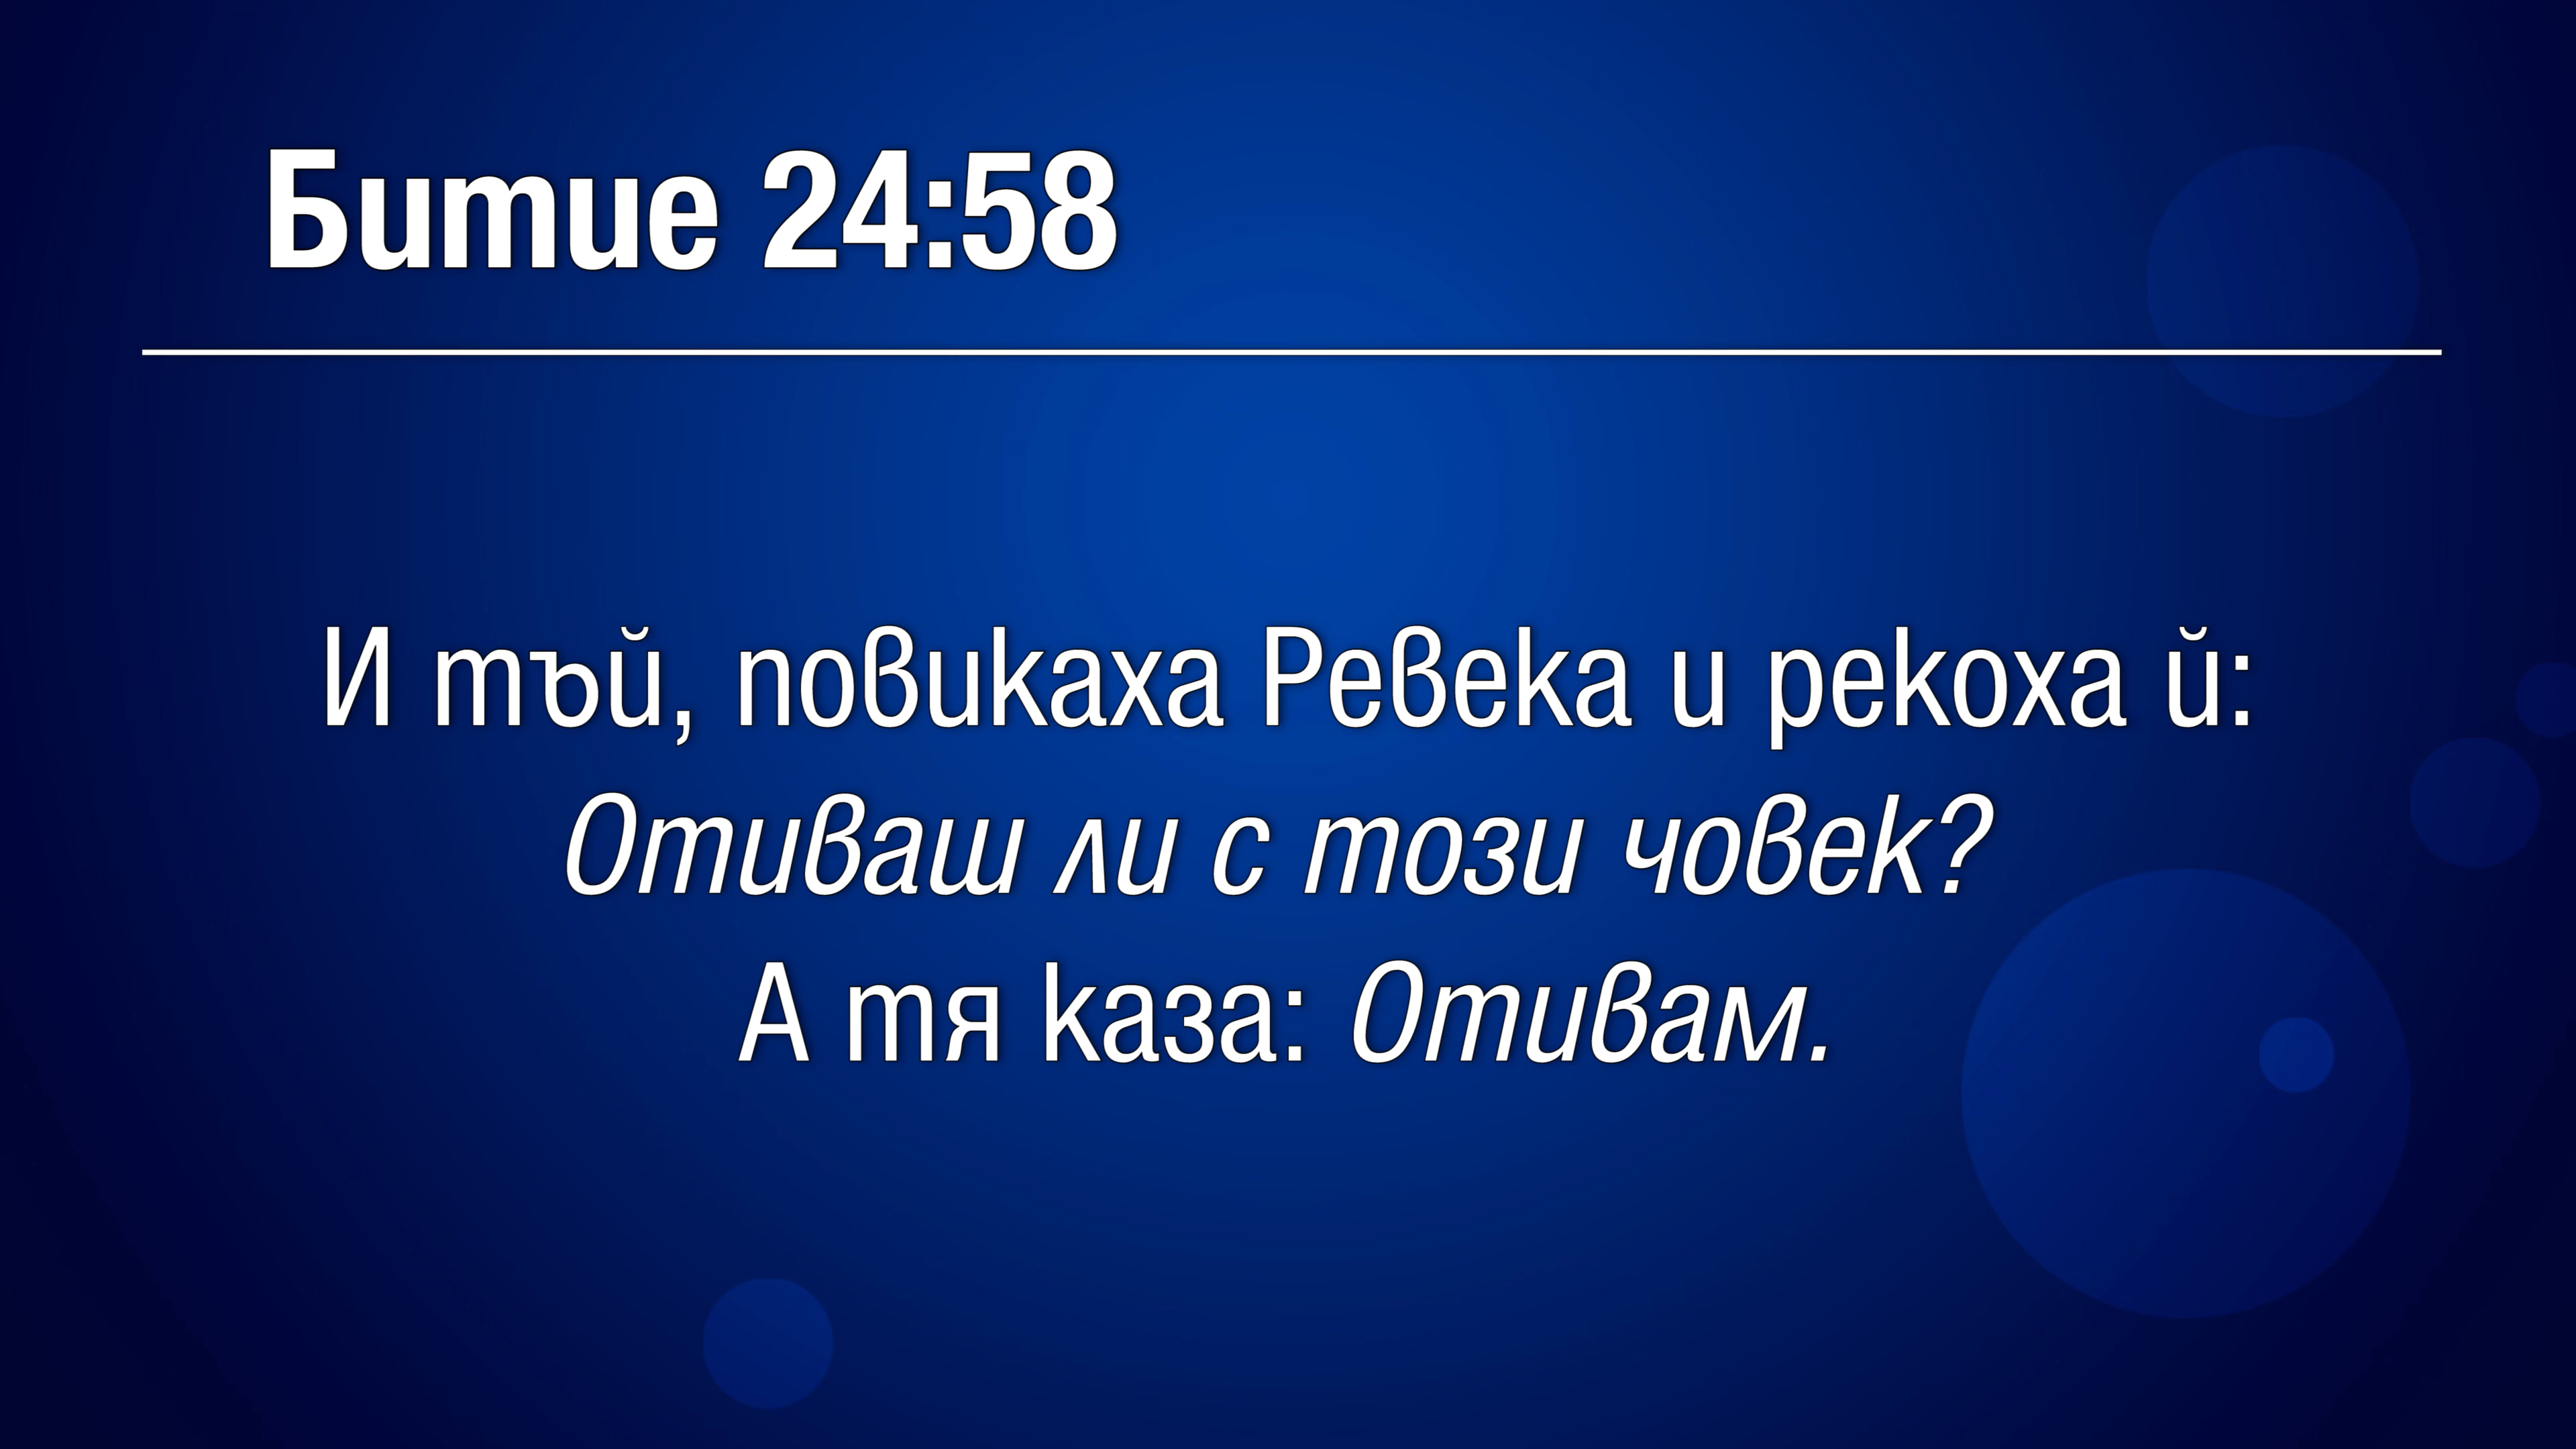 Битие 24:58
И тъй, повикаха Ревека и рекоха й:
Отиваш ли с този човек?
А тя каза: Отивам.